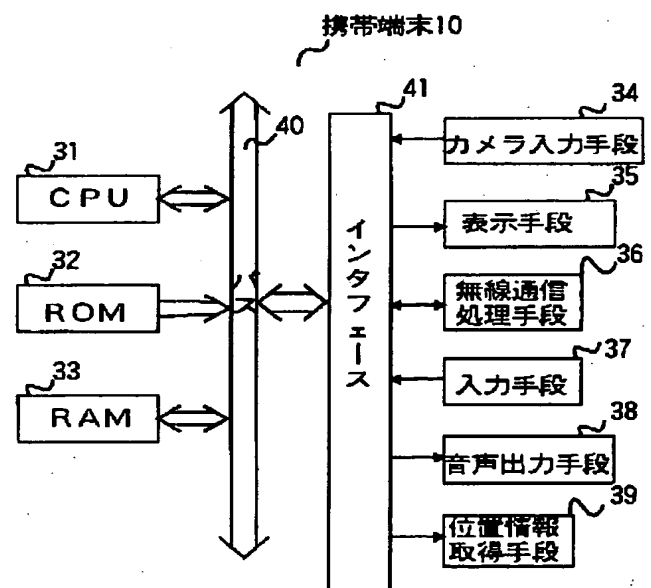 携帯端末10
31
CPU
32
ROM
33
RAM
40
バス
41
インタフェース
34
カメラ入力手段
35
表示手段
36
無線通信
処理手段
37
入力手段
38
音声出力手段
39
位置情報
取得手段